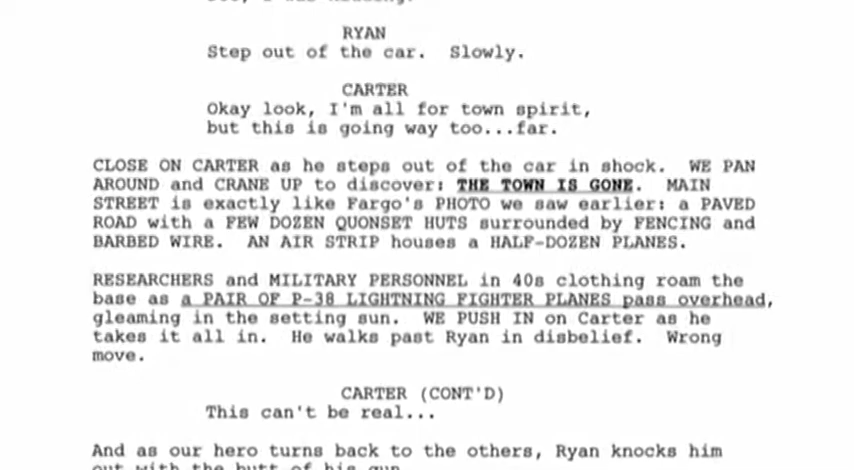 RYAN
Step out of the car. Slowly.
CARTER
Okay look, I'm all for town spirit,
but this is going way too...far.
CLOSE ON CARTER as he steps out of the car in shock. WE PAN
AROUND and CRANE UP to discover: THE TOWN IS GONE. MAIN
STREET is exactly like Fargo's PHOTO we saw earlier: a PAVED
ROAD with a FEW DOZEN QUONSET HUTS surrounded by FENCING and
BARBED WIRE. AN AIR STRIP houses a HALF-DOZEN PLANES.
RESEARCHERS and MILITARY PERSONNEL in 40s clothing roam the
base as a PAIR OF P-38 LIGHTNING FIGHTER PLANES pass overhead,
gleaming in the setting sun. WE PUSH IN on Carter as he
takes it all in. He walks past Ryan in disbelief. Wrong
move.
CARTER (CONT'D)
This can't be real...
And as our hero turns back to the others, Ryan knocks him
out with the butt of his gun